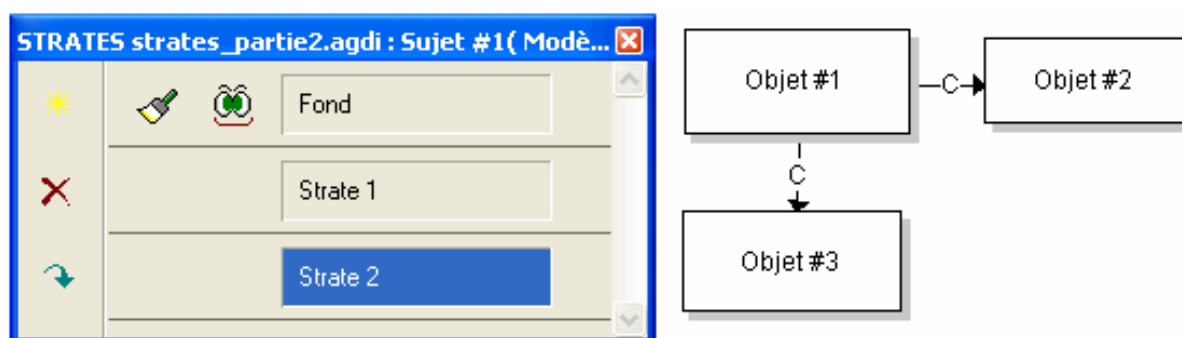 STRATES strates_partie2.agdi : Sujet #1( Modè...
Fond
Strate 1
Strate 2
Objet #1
C
Objet #2
C
Objet #3